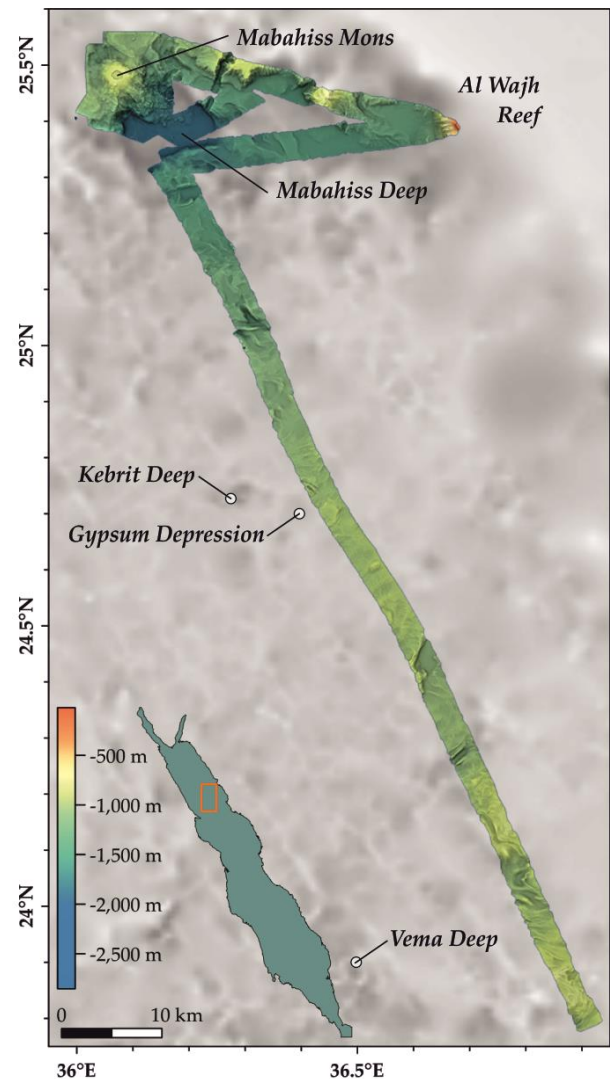 Mabahiss Mons
25.5°N
Al Wajh
Reef
Mabahiss Deep
25°N
Kebrit Deep
Gypsum Depression
24.5°N
-500 m
-1,000 m
-1,500 m
-2,000 m
-2,500 m
24°N
Vema Deep
0 10 km
36°E 36.5°E